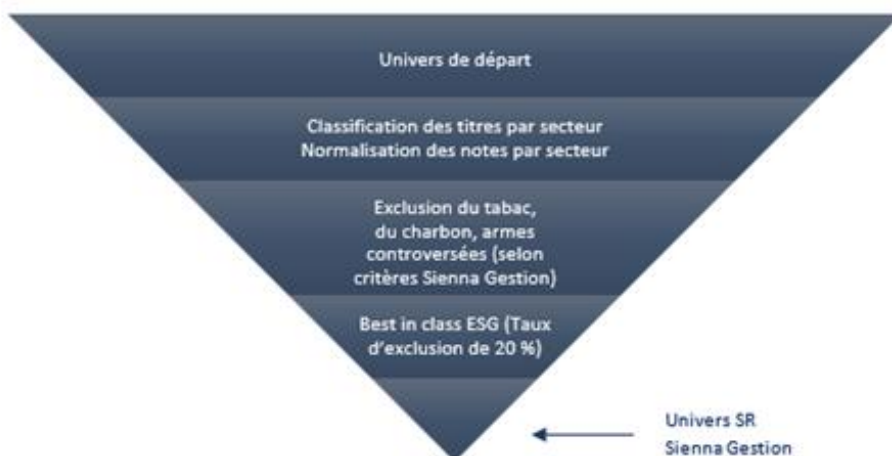 Univers de départ
Classification des titres par secteur
Normalisation des notes par secteur
Exclusion du tabac,
du charbon, armes
controversées (selon
critères Sienna Gestion)
Best in class ESG (Taux
d'exclusion de 20 %)
Univers SR
Sienna Gestion